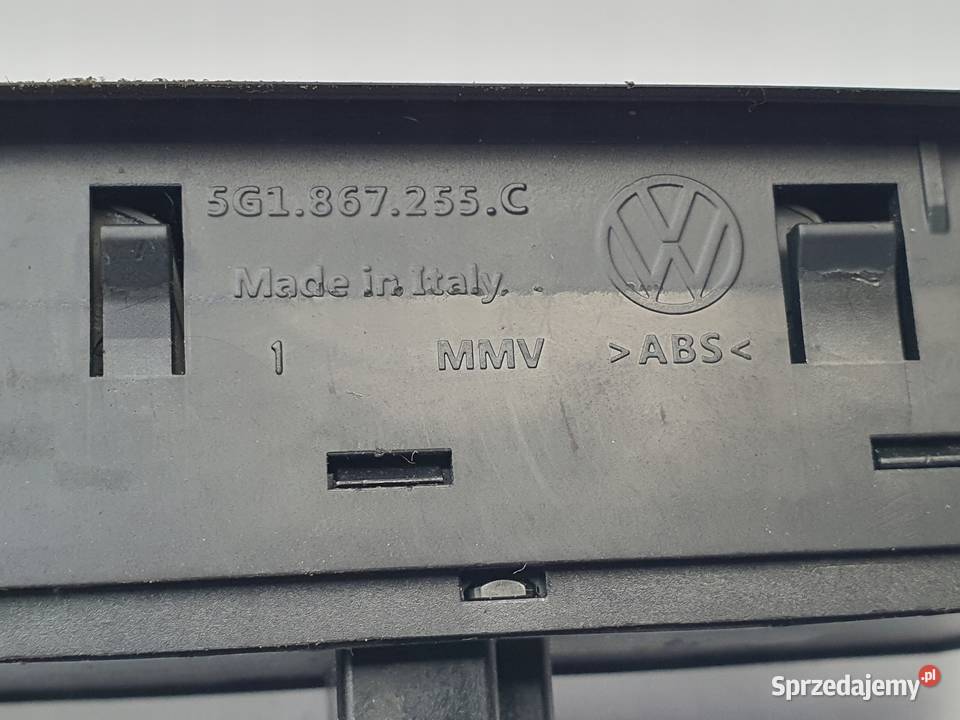 5G1.867.255.C
Made in Italy.
1 MMV >ABS<
Sprzedajemy.pl